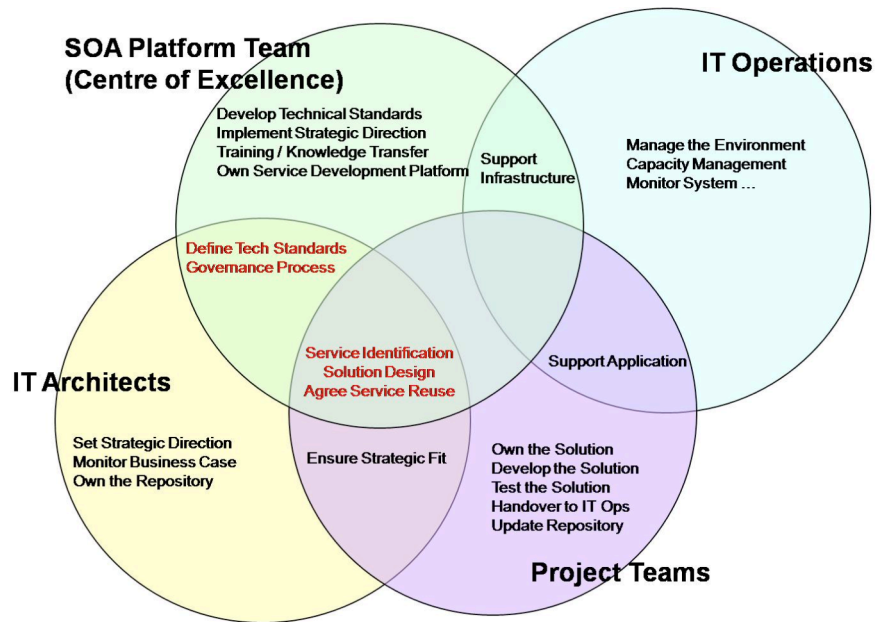 SOA Platform Team
(Centre of Excellence)
IT Operations
Develop Technical Standards
Implement Strategic Direction
Training / Knowledge Transfer
Own Service Development Platform
Support
Infrastructure
Manage the Environment
Capacity Management
Monitor System ...
Define Tech Standards
Governance Process
Service Identification
Solution Design
Agree Service Reuse
Support Application
IT Architects
Set Strategic Direction
Monitor Business Case
Own the Repository
Ensure Strategic Fit
Own the Solution
Develop the Solution
Test the Solution
Handover to IT Ops
Update Repository
Project Teams